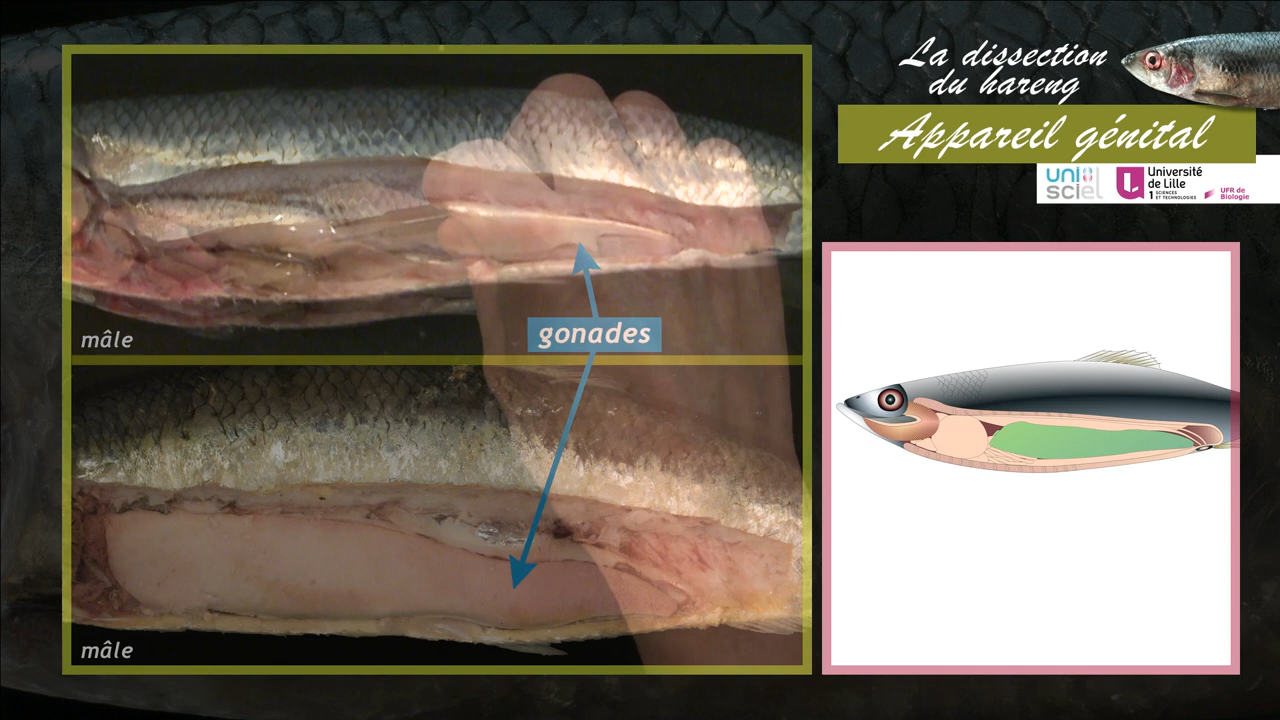 La dissection
du hareng
Appareil génital
uni
sciel
Université
de Lille
1 SCIENCES
ET TECHNOLOGIES
UFR de
Biologie
mâle
gonades
mâle